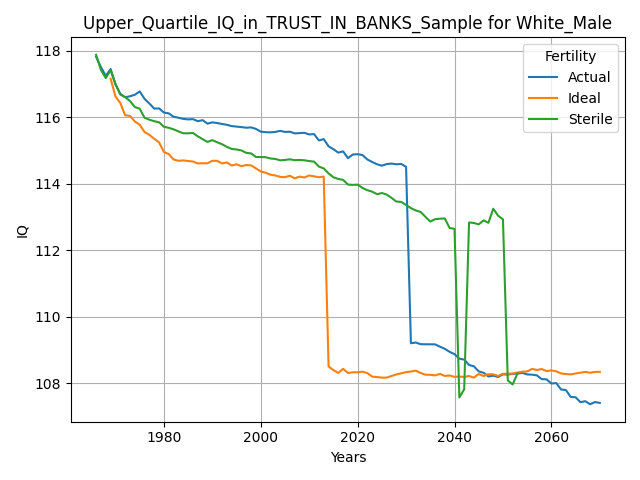 Upper_Quartile_IQ_in_TRUST_IN_BANKS_Sample for White_Male
Fertility
Actual
Ideal
Sterile
118
116
114
112
110
108
IQ
1980
2000
2020
2040
2060
Years